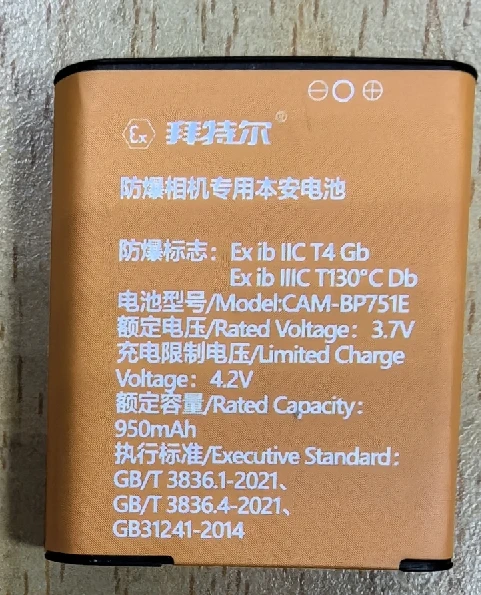 ⊖○⊕
Ex 拜特尔®
防爆相机专用本安电池
防爆标志：Ex ib IIC T4 Gb
Ex ib IIIC T130°C Db
电池型号/Model:CAM-BP751E
额定电压/Rated Voltage：3.7V
充电限制电压/Limited Charge
Voltage：4.2V
额定容量/Rated Capacity：
950mAh
执行标准/Executive Standard：
GB/T 3836.1-2021、
GB/T 3836.4-2021、
GB31241-2014